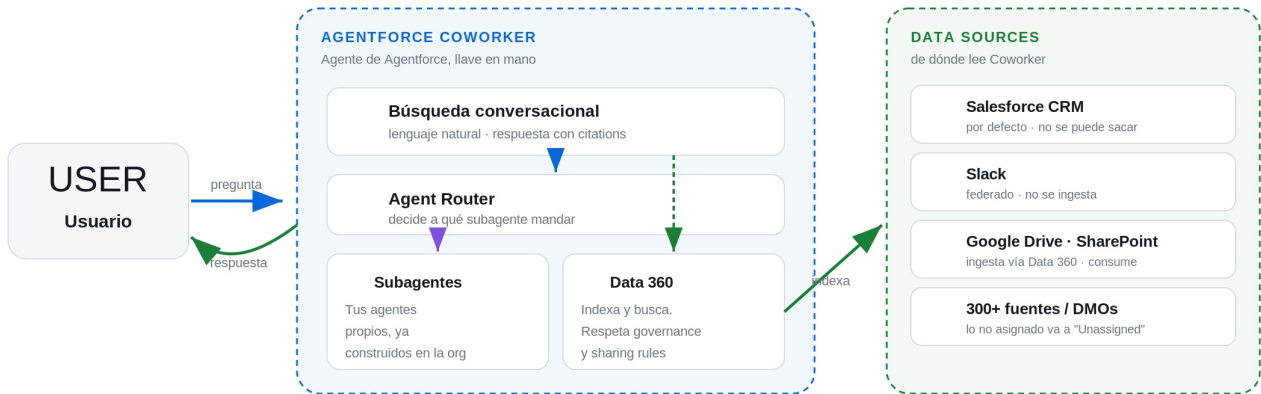 USER
Usuario
pregunta
respuesta
AGENTFORCE COWORKER
Agente de Agentforce, llave en mano
Búsqueda conversacional
lenguaje natural · respuesta con citations
Agent Router
decide a qué subagente mandar
Subagentes
Tus agentes
propios, ya
construidos en la org
Data 360
Indexa y busca.
Respeta governance
y sharing rules
indexa
DATA SOURCES
de dónde lee Coworker
Salesforce CRM
por defecto · no se puede sacar
Slack
federado · no se ingesta
Google Drive · SharePoint
ingesta vía Data 360 · consume
300+ fuentes / DMOs
lo no asignado va a "Unassigned"